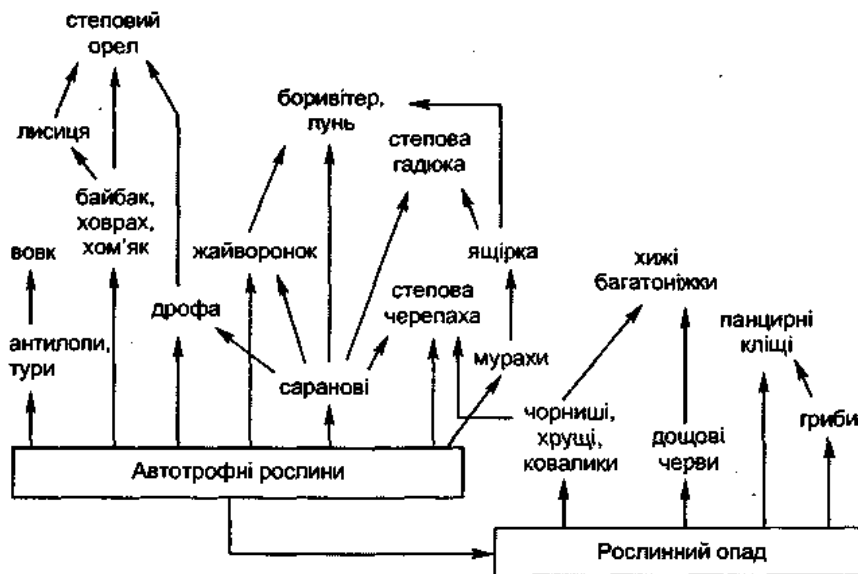 степовий
орел
лисиця
байбак,
ховрах,
хом'як
вовк
антилопи,
тури
дрофа
жайворонок
боривітер,
лунь
степова
гадюка
ящірка
степова
черепаха
саранові
мурахи
хижі
багатоніжки
панцирні
кліщі
чорниші,
хрущі,
ковалики
дощові
черви
гриби
Автотрофні рослини
Рослинний опад